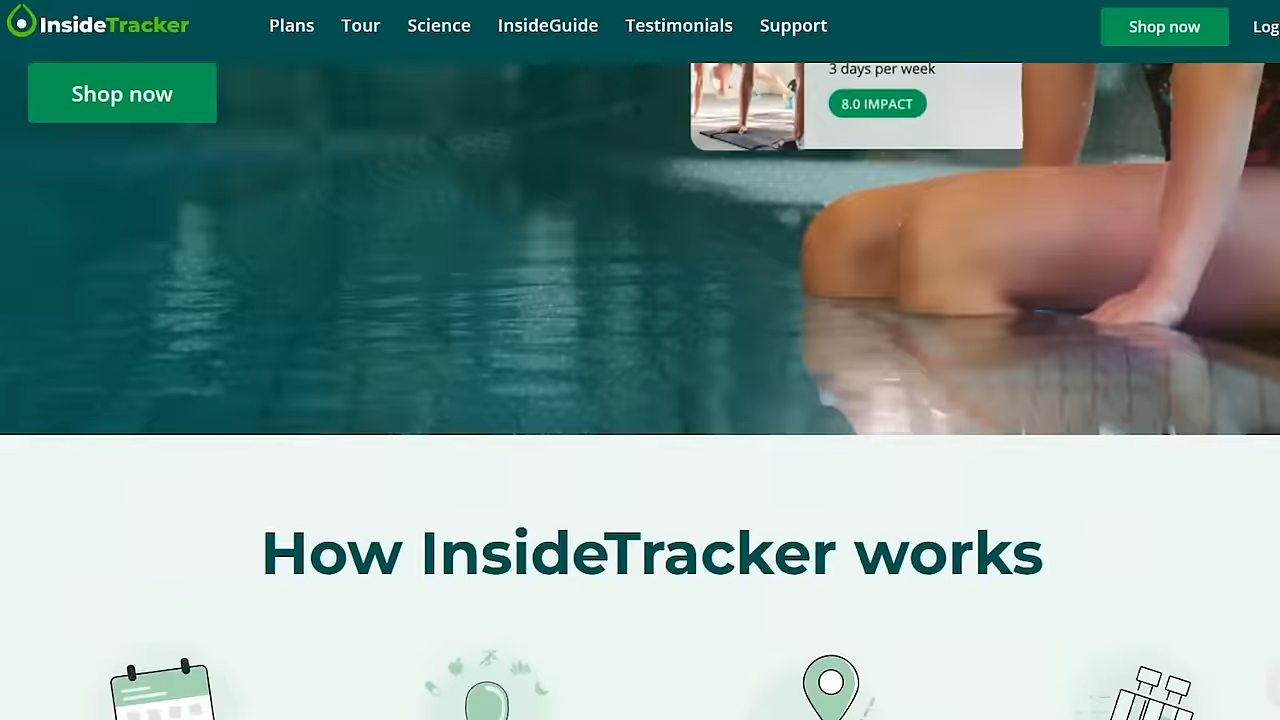 InsideTracker
Plans
Tour
Science
InsideGuide
Testimonials
Support
Shop now
Log
Shop now
3 days per week
8.0 IMPACT
How InsideTracker works